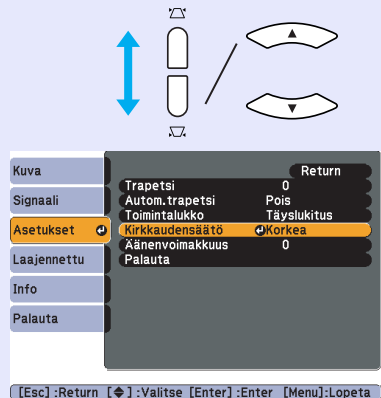 Kuva
Signaali
Asetukset
Laajennettu
Info
Palauta
Return
Trapetsi 0
Autom.trapetsi Pois
Toimintalukko Täyslukitus
Kirkkaudensäätö Korkea
Äänenvoimakkuus 0
Palauta
[Esc] :Return [◆] :Valitse [Enter] :Enter [Menu]:Lopeta